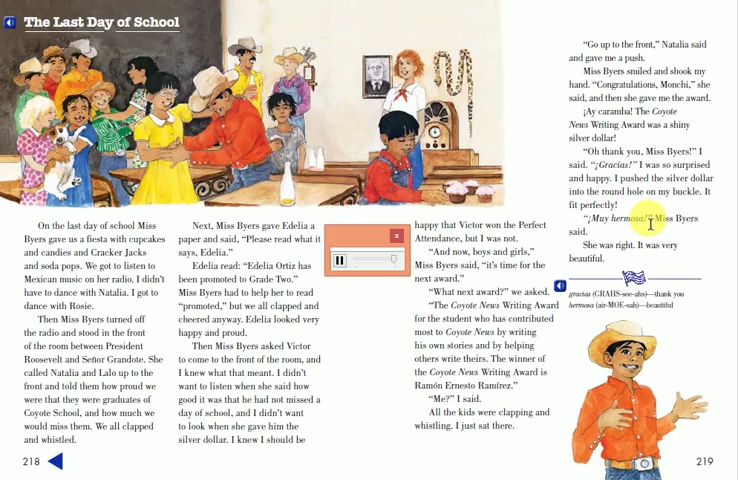 The Last Day of School
On the last day of school Miss
Byers gave us a fiesta with cupcakes
and candies and Cracker Jacks
and soda pops. We got to listen to
Mexican music on her radio. I didn't
have to dance with Natalia. I got to
dance with Rosie.
Then Miss Byers turned off
the radio and stood in the front
of the room between President
Roosevelt and Señor Grandote. She
called Natalia and Lalo up to the
front and told them how proud we
were that they were graduates of
Coyote School, and how much we
would miss them. We all clapped
and whistled.
218
Next, Miss Byers gave Edelia a
paper and said, “Please read what it
says, Edelia.”
Edelia read: “Edelia Ortiz has
been promoted to Grade Two.”
Miss Byers had to help her to read
“promoted,” but we all clapped and
cheered anyway. Edelia looked very
happy and proud.
Then Miss Byers asked Victor
to come to the front of the room, and
I knew what that meant. I didn't
want to listen when she said how
good it was that he had not missed a
day of school, and I didn't want
to look when she gave him the
silver dollar. I knew I should be
x
happy that Victor won the Perfect
Attendance, but I was not.
“And now, boys and girls,”
Miss Byers said, “it's time for the
next award.”
“What next award?” we asked.
“The Coyote News Writing Award
for the student who has contributed
most to Coyote News by writing
his own stories and by helping
others write theirs. The winner of
the Coyote News Writing Award is
Ramón Ernesto Ramírez.”
“Me?” I said.
All the kids were clapping and
whistling. I just sat there.
“Go up to the front,” Natalia said
and gave me a push.
Miss Byers smiled and shook my
hand. “Congratulations, Monchi,” she
said, and then she gave me the award.
¡Ay caramba! The Coyote
News Writing Award was a shiny
silver dollar!
“Oh thank you, Miss Byers!” I
said. “¡Gracias!” I was so surprised
and happy. I pushed the silver dollar
into the round hole on my buckle. It
fit perfectly!
“¡Muy hermosa!” Miss Byers
said.
She was right. It was very
beautiful.
gracias (GRAHS-see-ahs)—thank you
hermosa (air-MOE-sah)—beautiful
219